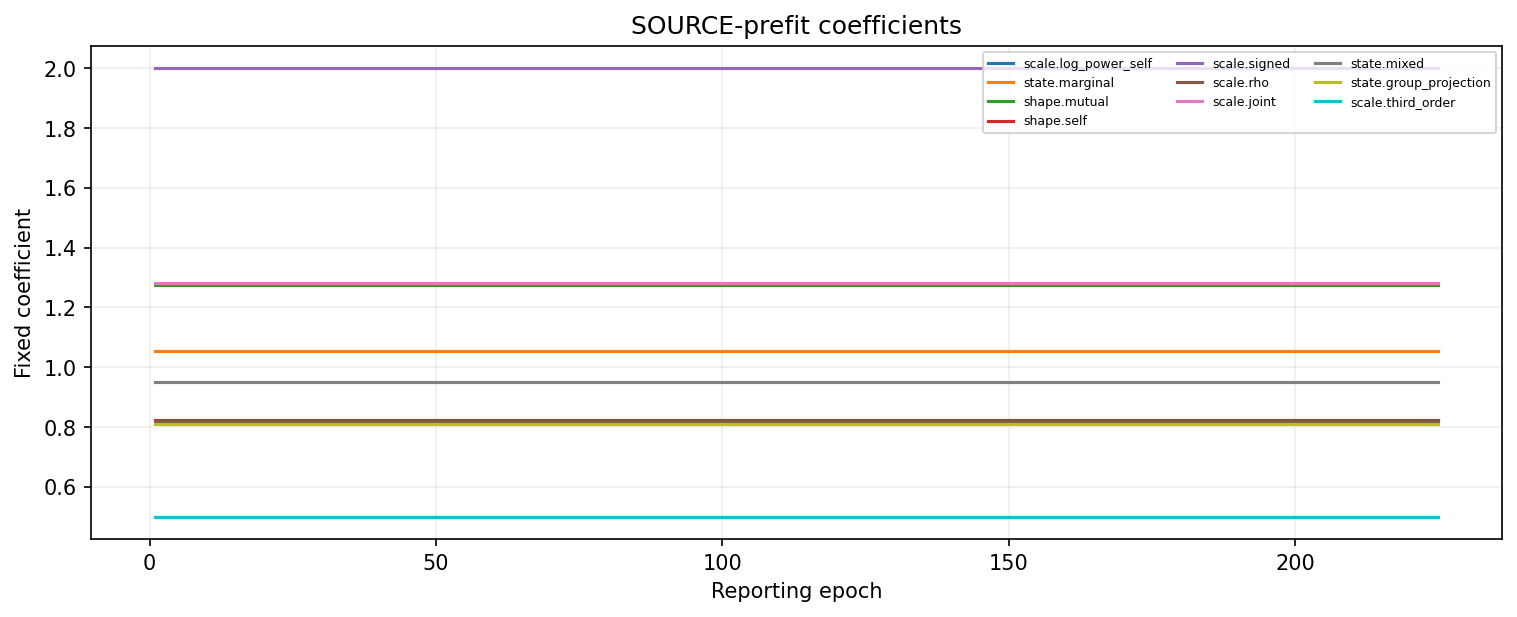 SOURCE-prefit coefficients
2.0
1.8
1.6
1.4
1.2
1.0
0.8
0.6
Fixed coefficient
scale.log_power_self
state.marginal
shape.mutual
shape.self
scale.signed
scale.rho
scale.joint
state.mixed
state.group_projection
scale.third_order
0 50 100 150 200
Reporting epoch